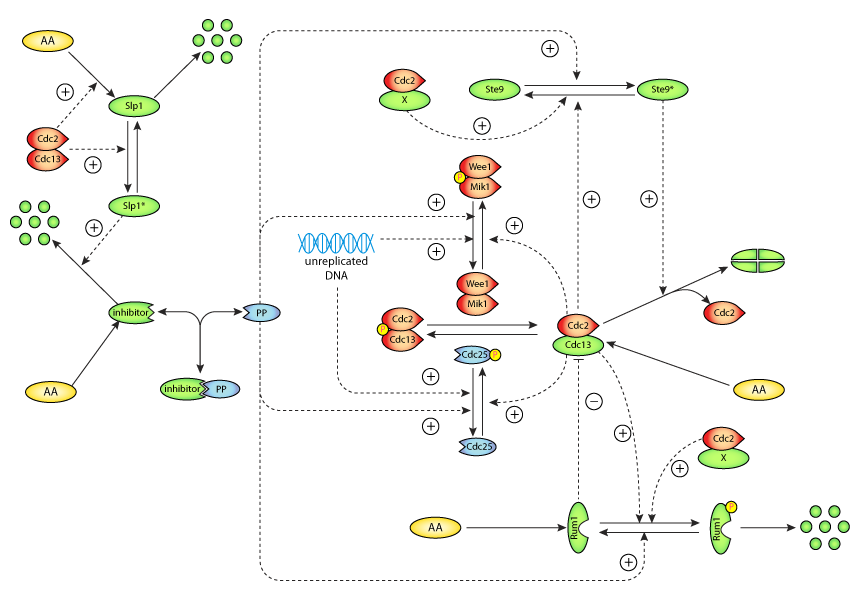 AA
+
Cdc2
X
Ste9
Ste9*
+
Slp1
+
Cdc2
Cdc13
+
Wee1
P
Mik1
Slp1*
+
+
+
+
+
unreplicated
DNA
+
Wee1
Mik1
inhibitor
PP
Cdc2
P
Cdc13
Cdc2
Cdc13
Cdc2
Cdc25
P
AA
inhibitor
PP
+
AA
−
+
+
Cdc25
+
Cdc2
X
+
AA
Rum1
P
Rum1
+